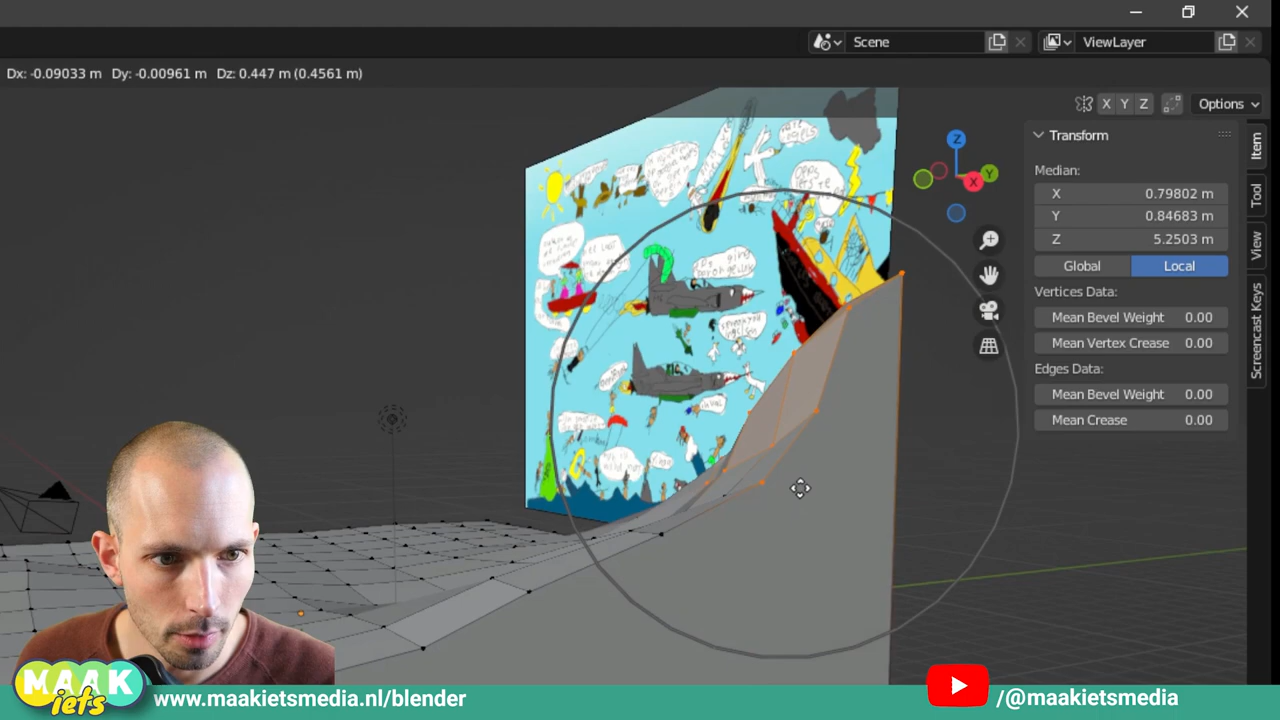 Scene
ViewLayer
Dx: -0.09033 m Dy: -0.00961 m Dz: 0.447 m (0.4561 m)
X Y Z
Options
Transform
Median:
X 0.79802 m
Y 0.84683 m
Z 5.2503 m
Global Local
Vertices Data:
Mean Bevel Weight 0.00
Mean Vertex Crease 0.00
Edges Data:
Mean Bevel Weight 0.00
Mean Crease 0.00
Item
Tool
View
Screencast Keys
Z
Y
X
MAAK
iets
www.maakietsmedia.nl/blender
/@maakietsmedia